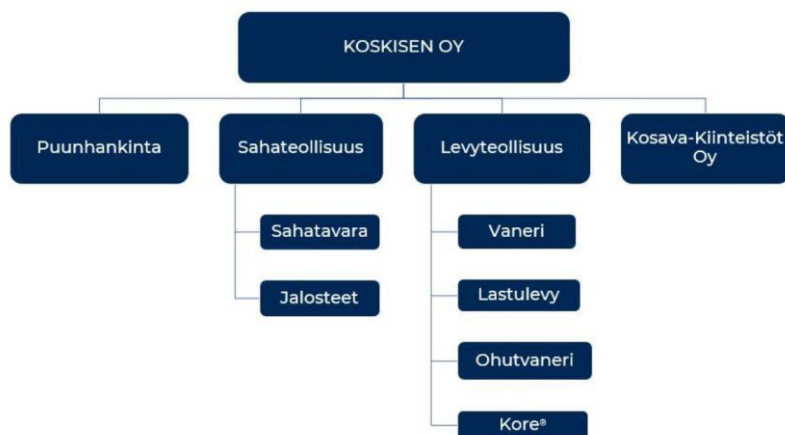 KOSKISEN OY
Puunhankinta
Sahateollisuus
Levyteollisuus
Kosava-Kiinteistöt
Oy
Sahatavara
Jalosteet
Vaneri
Lastulevy
Ohutvaneri
Kore®